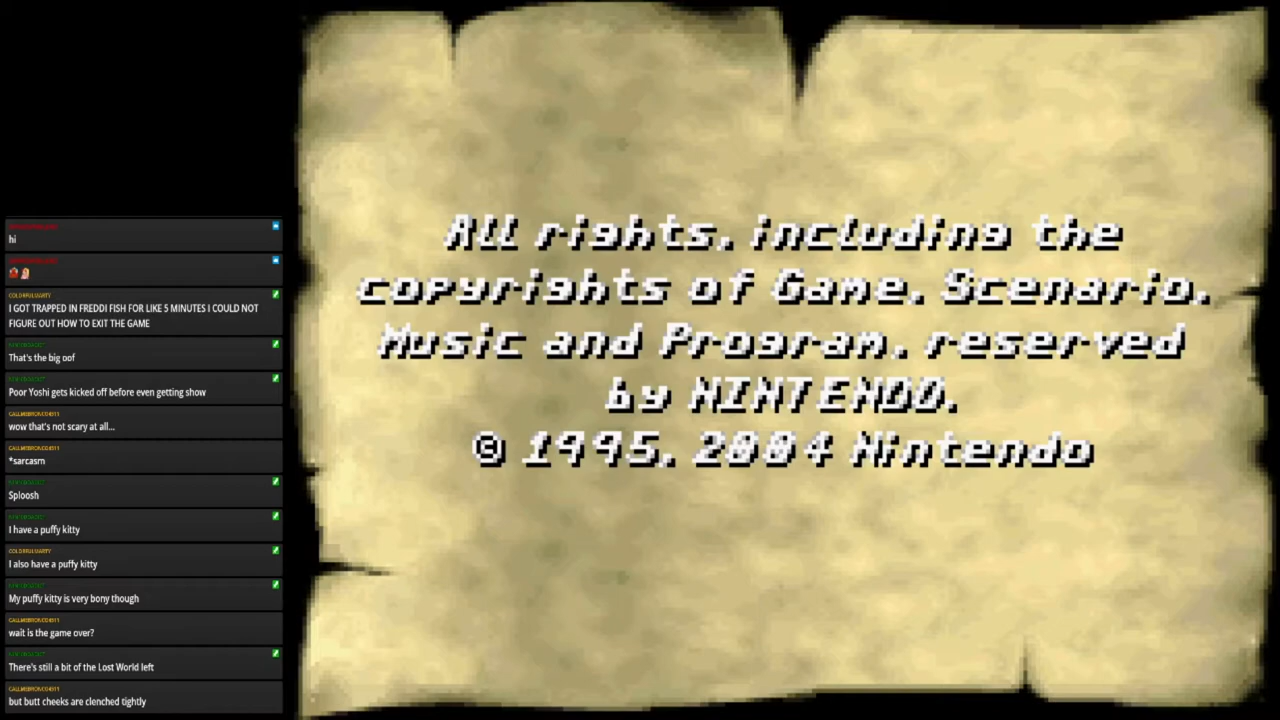 hi
COLORFULMARTY
I GOT TRAPPED IN FREDDI FISH FOR LIKE 5 MINUTES I COULD NOT
FIGURE OUT HOW TO EXIT THE GAME
That's the big oof
Poor Yoshi gets kicked off before even getting show
wow that's not scary at all...
*sarcasm
Sploosh
I have a puffy kitty
COLORFULMARTY
I also have a puffy kitty
My puffy kitty is very bony though
wait is the game over?
There's still a bit of the Lost World left
but butt cheeks are clenched tightly
All rights, including the
copyrights of Game, Scenario,
Music and Program, reserved
by NINTENDO.
© 1995, 2004 Nintendo